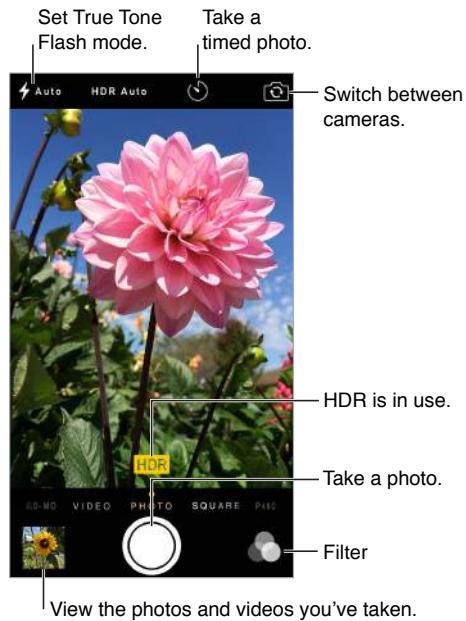 Set True Tone
Flash mode.
Take a
timed photo.
Auto
HDR Auto
Switch between
cameras.
HDR is in use.
HDR
Take a photo.
VIDEO PHOTO SQUARE
Filter
View the photos and videos you've taken.